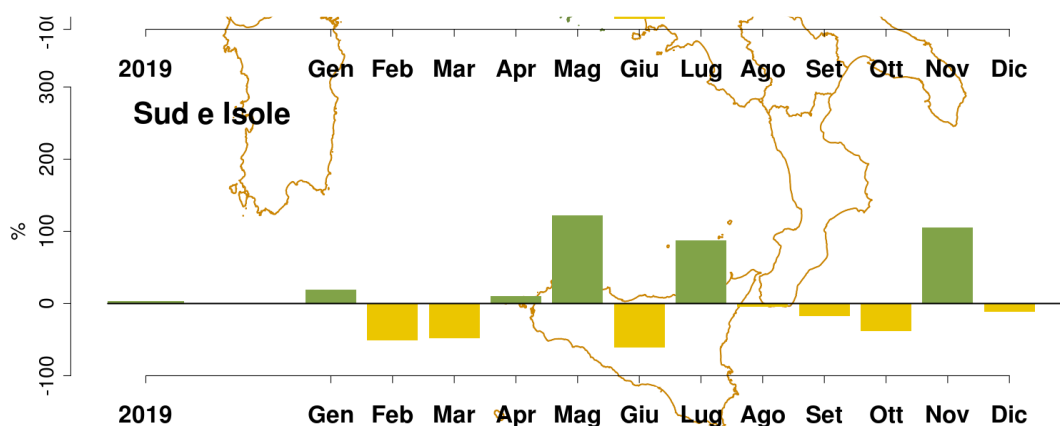 -100
2019 Gen Feb Mar Apr Mag Giu Lug Ago Set Ott Nov Dic
300
Sud e Isole
200
100
%
0
-100
2019 Gen Feb Mar Apr Mag Giu Lug Ago Set Ott Nov Dic